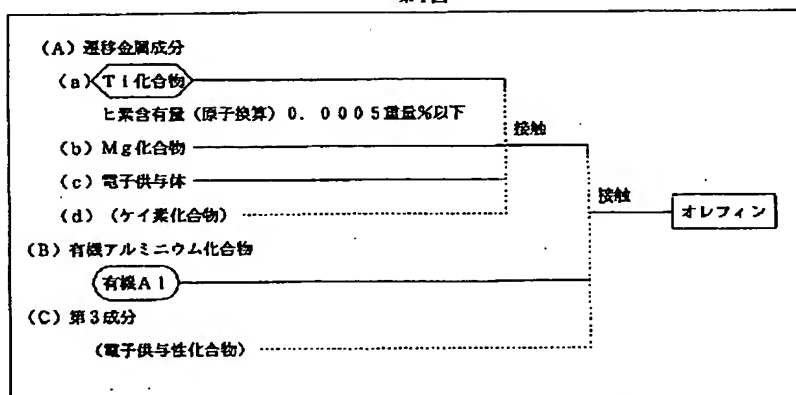 第1図
(A) 遷移金属成分
(a) Ti化合物
ヒ素含有量(原子換算)0.0005重量%以下
接触
(b) Mg化合物
(c) 電子供与体
接触
オレフィン
(d) (ケイ素化合物)
(B) 有機アルミニウム化合物
有機Al
(C) 第3成分
(電子供与性化合物)